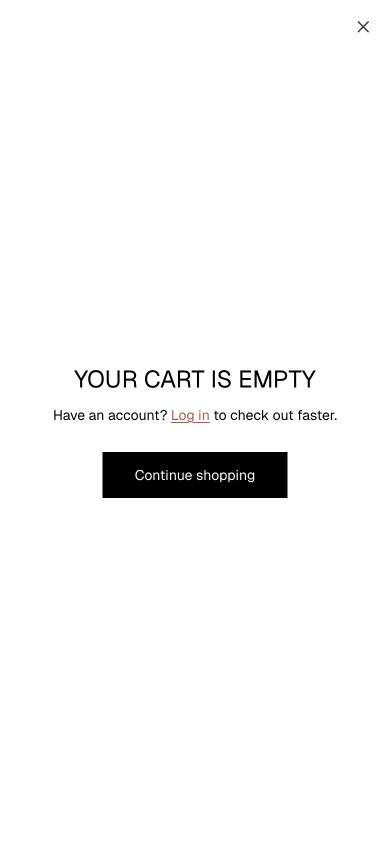 YOUR CART IS EMPTY
Have an account? Log in to check out faster.
Continue shopping